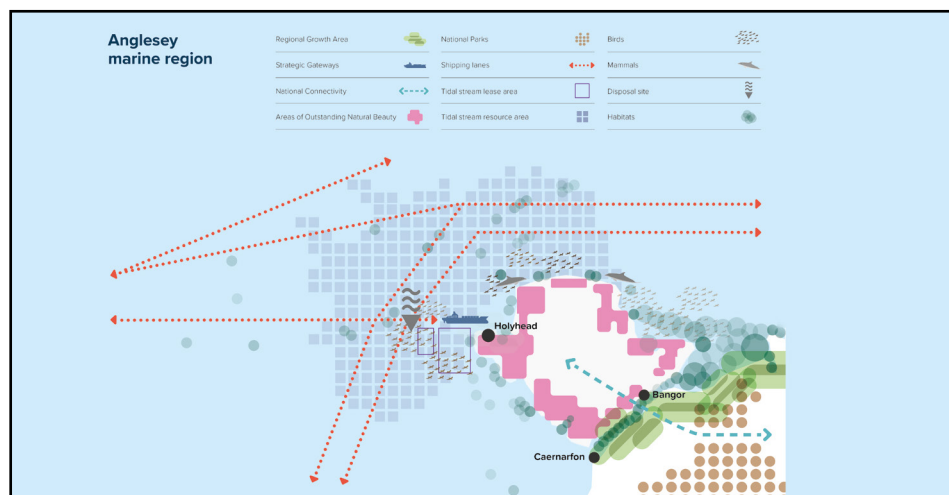 Anglesey
marine region
Regional Growth Area
National Parks
Birds
Strategic Gateways
Shipping lanes
Mammals
National Connectivity
Tidal stream lease area
Disposal site
Areas of Outstanding Natural Beauty
Tidal stream resource area
Habitats
Holyhead
Bangor
Caernarfon